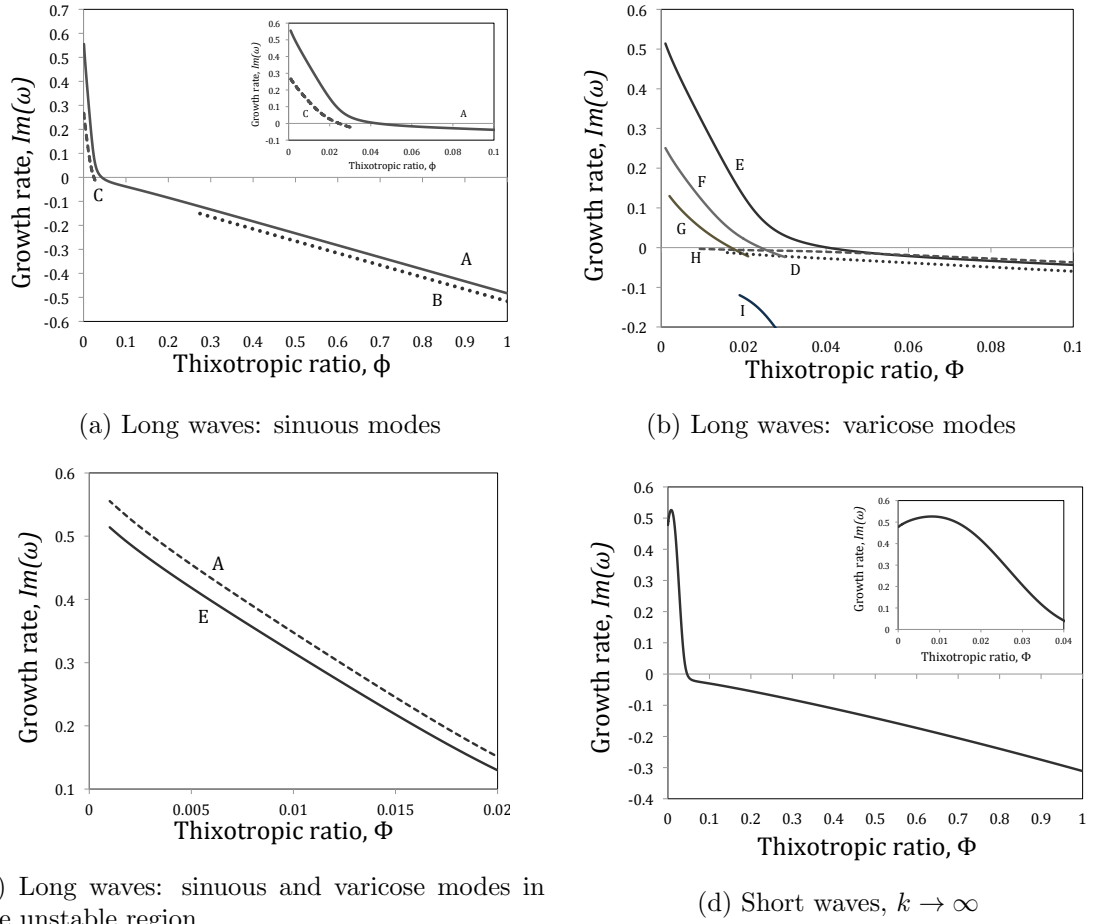 0.7
0.6
0.5
0.4
0.3
0.2
0.1
0
-0.1
-0.2
-0.3
-0.4
-0.5
-0.6
Growth rate, Im(ω)
0 0.1 0.2 0.3 0.4 0.5 0.6 0.7 0.8 0.9 1
Thixotropic ratio, ϕ
C
A
B
0.6
0.5
0.4
0.3
0.2
0.1
0
-0.1
Growth rate, Im(ω)
C
A
0 0.02 0.04 0.06 0.08 0.1
Thixotropic ratio, ϕ
(a) Long waves: sinuous modes
0.6
0.5
0.4
0.3
0.2
0.1
0
-0.1
-0.2
Growth rate, Im(ω)
E
F
G
H
D
I
0 0.02 0.04 0.06 0.08 0.1
Thixotropic ratio, Φ
(b) Long waves: varicose modes
0.6
0.5
0.4
0.3
0.2
0.1
Growth rate, Im(ω)
A
E
0 0.005 0.01 0.015 0.02
Thixotropic ratio, Φ
) Long waves: sinuous and varicose modes in
e unstable region
0.6
0.5
0.4
0.3
0.2
0.1
0
-0.1
-0.2
-0.3
-0.4
Growth rate, Im(ω)
0 0.1 0.2 0.3 0.4 0.5 0.6 0.7 0.8 0.9 1
Thixotropic ratio, Φ
0.6
0.5
0.4
0.3
0.2
0.1
0
Growth rate, Im(ω)
0 0.01 0.02 0.03 0.04
Thixotropic ratio, Φ
(d) Short waves, k → ∞